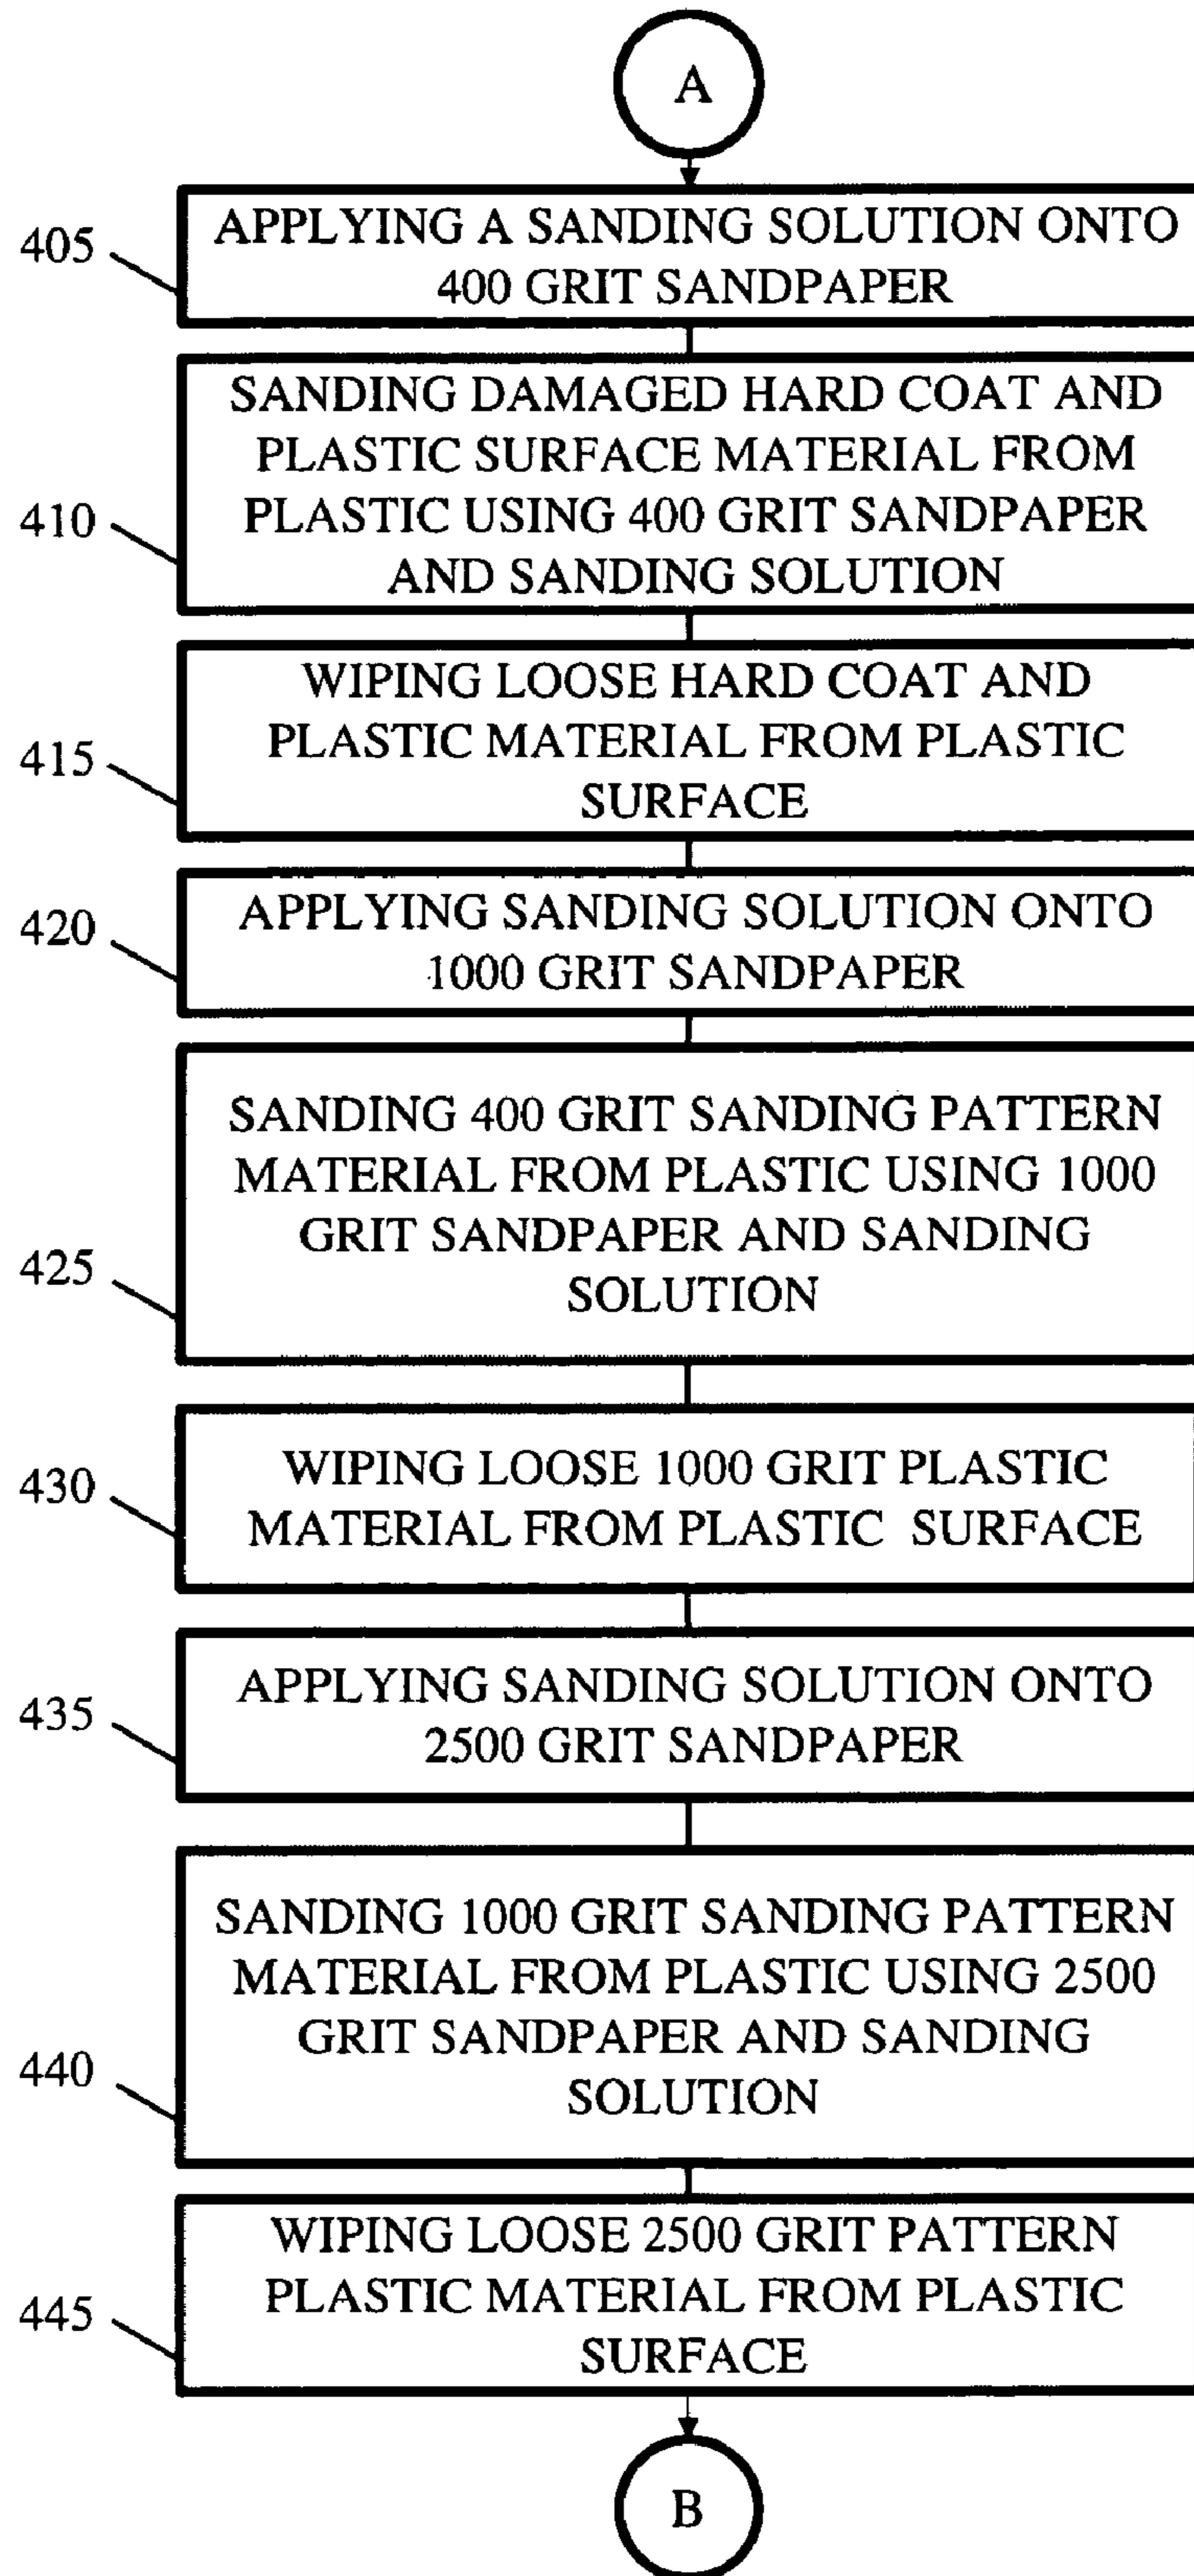 A
405
APPLYING A SANDING SOLUTION ONTO
400 GRIT SANDPAPER
410
SANDING DAMAGED HARD COAT AND
PLASTIC SURFACE MATERIAL FROM
PLASTIC USING 400 GRIT SANDPAPER
AND SANDING SOLUTION
415
WIPING LOOSE HARD COAT AND
PLASTIC MATERIAL FROM PLASTIC
SURFACE
420
APPLYING SANDING SOLUTION ONTO
1000 GRIT SANDPAPER
425
SANDING 400 GRIT SANDING PATTERN
MATERIAL FROM PLASTIC USING 1000
GRIT SANDPAPER AND SANDING
SOLUTION
430
WIPING LOOSE 1000 GRIT PLASTIC
MATERIAL FROM PLASTIC SURFACE
435
APPLYING SANDING SOLUTION ONTO
2500 GRIT SANDPAPER
440
SANDING 1000 GRIT SANDING PATTERN
MATERIAL FROM PLASTIC USING 2500
GRIT SANDPAPER AND SANDING
SOLUTION
445
WIPING LOOSE 2500 GRIT PATTERN
PLASTIC MATERIAL FROM PLASTIC
SURFACE
B